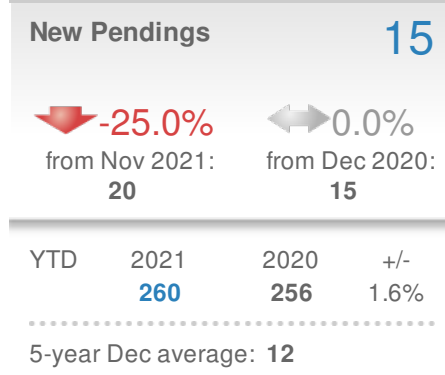 New Pendings 15
-25.0% 0.0%
from Nov 2021: from Dec 2020:
20 15
YTD 2021 2020 +/-
260 256 1.6%
5-year Dec average: 12